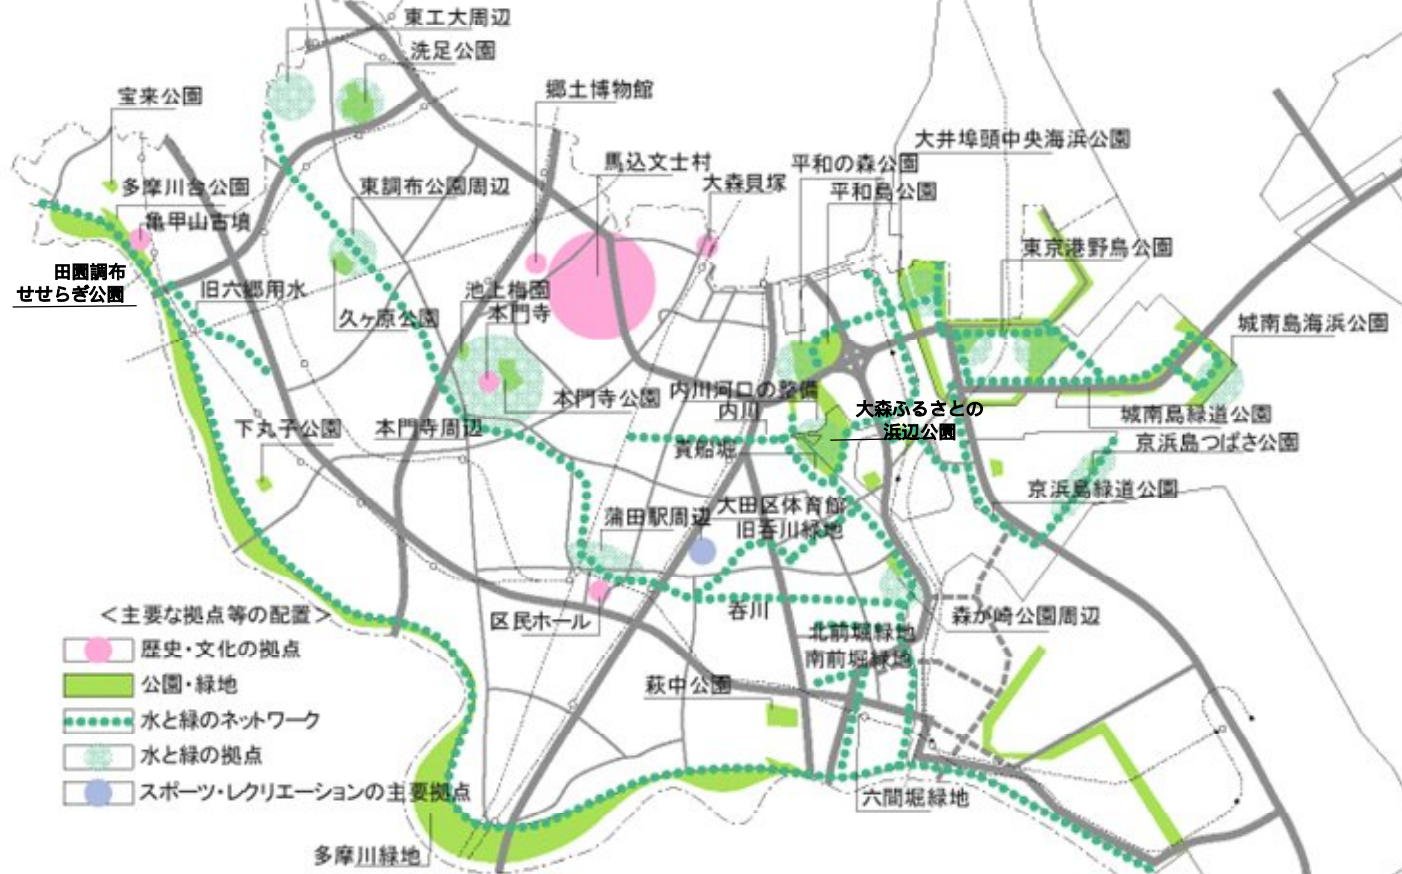 東工大周辺
洗足公園
宝来公園
郷土博物館
大井埠頭中央海浜公園
馬込文士村
平和の森公園
大森貝塚
平和島公園
多摩川台公園
東調布公園周辺
亀甲山古墳
東京港野鳥公園
田園調布
せせらぎ公園
旧六郷用水
池上梅園
本門寺
久ヶ原公園
城南島海浜公園
内川河口の整備
本門寺公園
内川
大森ふるさとの
浜辺公園
城南島緑道公園
下丸子公園
本門寺周辺
貴船堀
京浜島つばさ公園
京浜島緑道公園
蒲田駅周辺
大田区体育館
旧呑川緑地
<主要な拠点等の配置>
呑川
区民ホール
森が崎公園周辺
北前堀緑地
南前堀緑地
歴史・文化の拠点
公園・緑地
萩中公園
水と緑のネットワーク
水と緑の拠点
スポーツ・レクリエーションの主要拠点
六間堀緑地
多摩川緑地